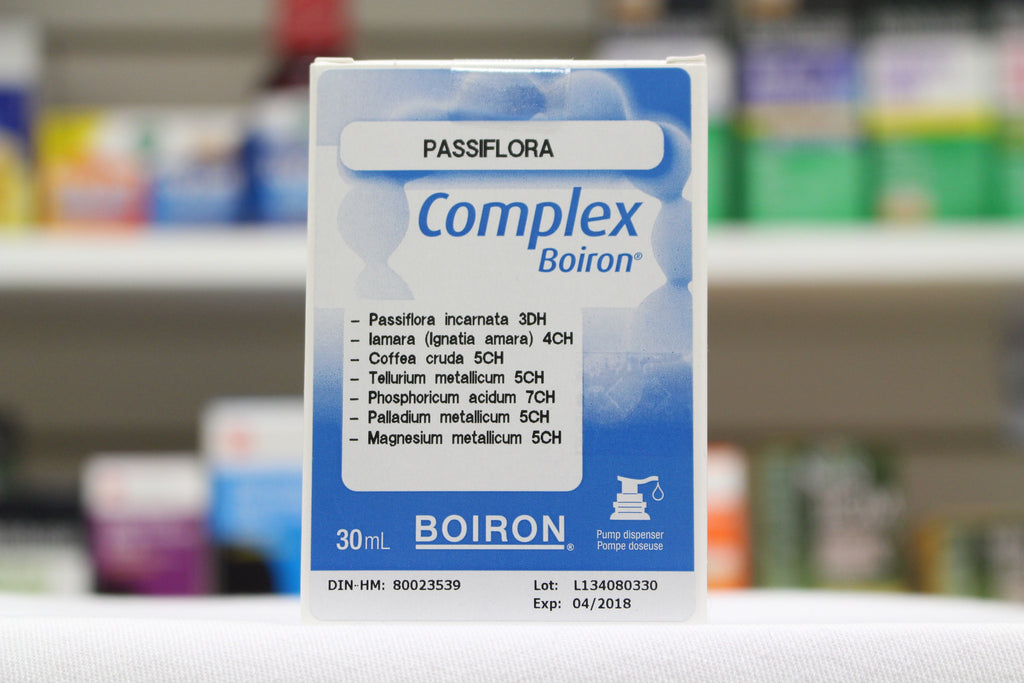 PASSIFLORA
Complex
Boiron®
- Passiflora incarnata 3DH
- Iamara (Ignatia amara) 4CH
- Coffea cruda 5CH
- Tellurium metallicum 5CH
- Phosphoricum acidum 7CH
- Palladium metallicum 5CH
- Magnesium metallicum 5CH
30mL
BOIRON®
Pump dispenser
Pompe doseuse
DIN-HM: 80023539
Lot: L134080330
Exp: 04/2018